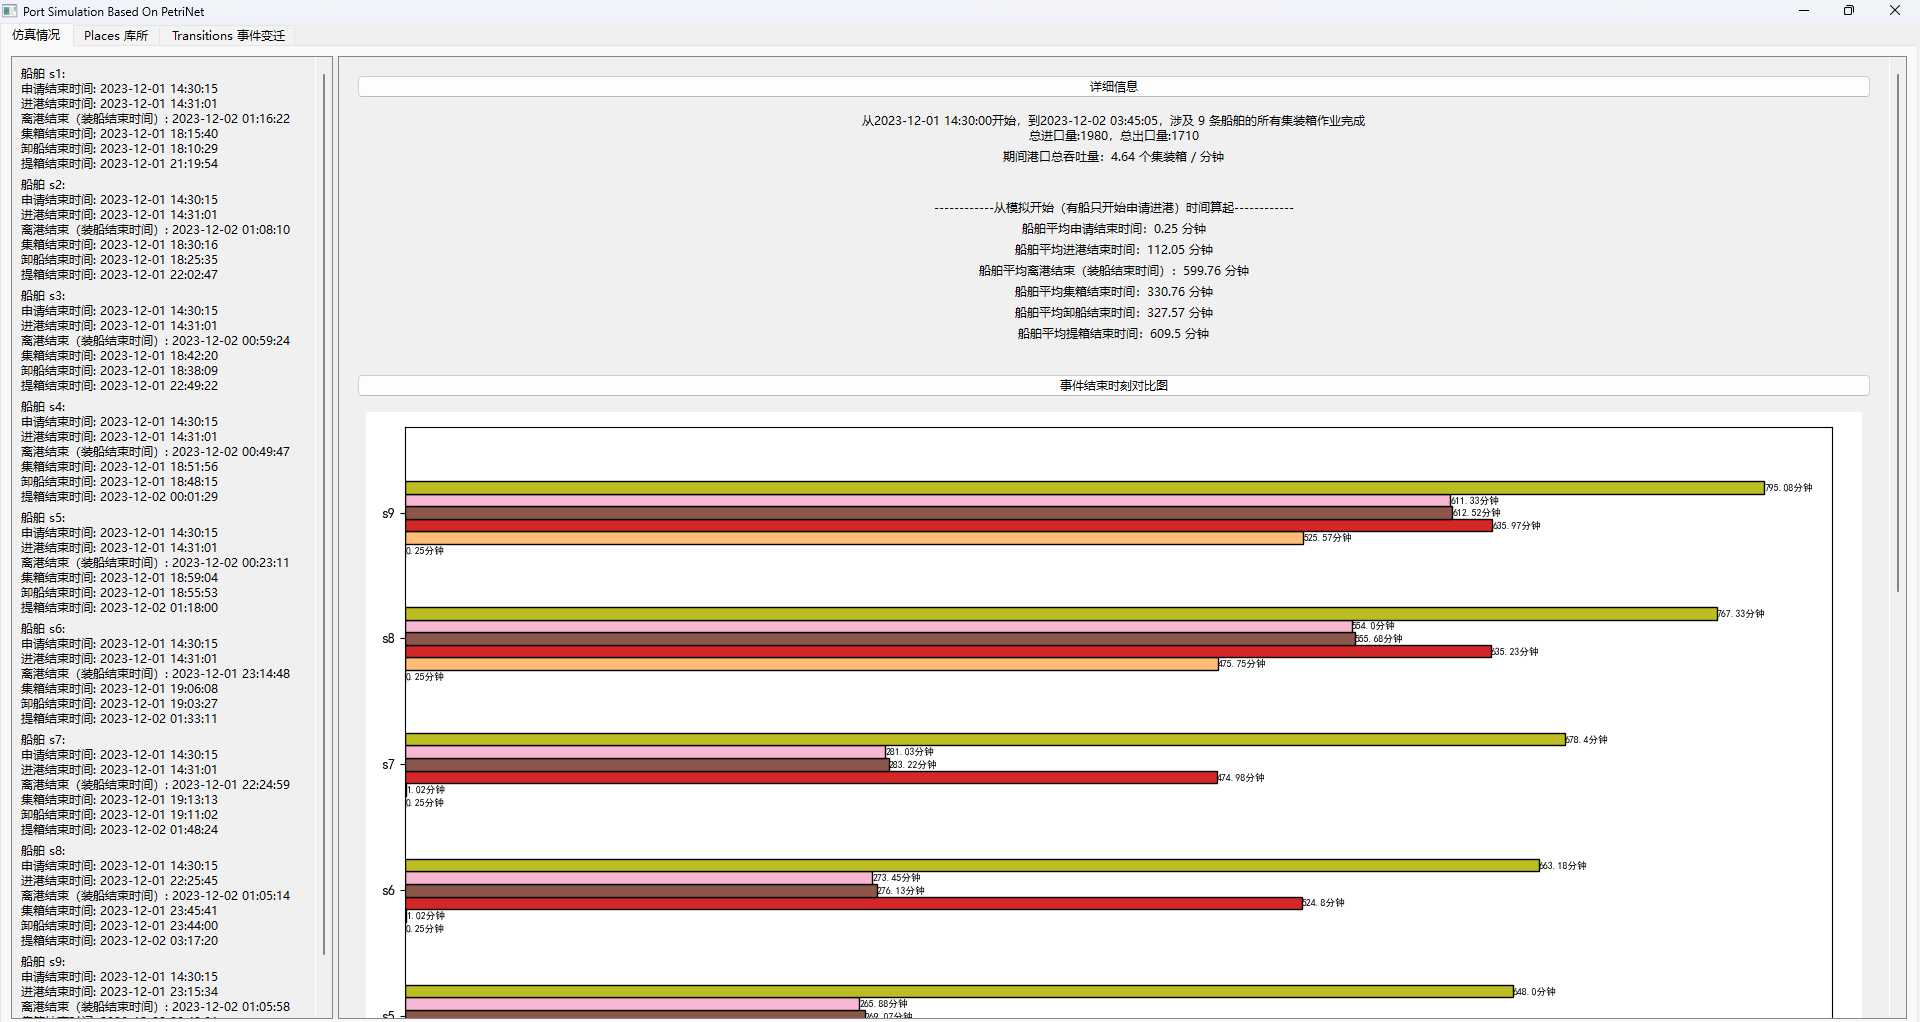 Port Simulation Based On PetriNet
仿真情况
Places 库所
Transitions 事件变迁
船舶 s1:
申请结束时间: 2023-12-01 14:30:15
进港结束时间: 2023-12-01 14:31:01
离港结束（装船结束时间）: 2023-12-02 01:16:22
集箱结束时间: 2023-12-01 18:15:40
卸船结束时间: 2023-12-01 18:10:29
提箱结束时间: 2023-12-01 21:19:54
船舶 s2:
申请结束时间: 2023-12-01 14:30:15
进港结束时间: 2023-12-01 14:31:01
离港结束（装船结束时间）: 2023-12-02 01:08:10
集箱结束时间: 2023-12-01 18:30:16
卸船结束时间: 2023-12-01 18:25:35
提箱结束时间: 2023-12-01 22:02:47
船舶 s3:
申请结束时间: 2023-12-01 14:30:15
进港结束时间: 2023-12-01 14:31:01
离港结束（装船结束时间）: 2023-12-02 00:59:24
集箱结束时间: 2023-12-01 18:42:20
卸船结束时间: 2023-12-01 18:38:09
提箱结束时间: 2023-12-01 22:49:22
船舶 s4:
申请结束时间: 2023-12-01 14:30:15
进港结束时间: 2023-12-01 14:31:01
离港结束（装船结束时间）: 2023-12-02 00:49:47
集箱结束时间: 2023-12-01 18:51:56
卸船结束时间: 2023-12-01 18:48:15
提箱结束时间: 2023-12-02 00:01:29
船舶 s5:
申请结束时间: 2023-12-01 14:30:15
进港结束时间: 2023-12-01 14:31:01
离港结束（装船结束时间）: 2023-12-02 00:23:11
集箱结束时间: 2023-12-01 18:59:04
卸船结束时间: 2023-12-01 18:55:53
提箱结束时间: 2023-12-02 01:18:00
船舶 s6:
申请结束时间: 2023-12-01 14:30:15
进港结束时间: 2023-12-01 14:31:01
离港结束（装船结束时间）: 2023-12-01 23:14:48
集箱结束时间: 2023-12-01 19:06:08
卸船结束时间: 2023-12-01 19:03:27
提箱结束时间: 2023-12-02 01:33:11
船舶 s7:
申请结束时间: 2023-12-01 14:30:15
进港结束时间: 2023-12-01 14:31:01
离港结束（装船结束时间）: 2023-12-01 22:24:59
集箱结束时间: 2023-12-01 19:13:13
卸船结束时间: 2023-12-01 19:11:02
提箱结束时间: 2023-12-02 01:48:24
船舶 s8:
申请结束时间: 2023-12-01 14:30:15
进港结束时间: 2023-12-01 22:25:45
离港结束（装船结束时间）: 2023-12-02 01:05:14
集箱结束时间: 2023-12-01 23:45:41
卸船结束时间: 2023-12-01 23:44:00
提箱结束时间: 2023-12-02 03:17:20
船舶 s9:
申请结束时间: 2023-12-01 14:30:15
进港结束时间: 2023-12-01 23:15:34
离港结束（装船结束时间）: 2023-12-02 01:05:58
详细信息
从2023-12-01 14:30:00开始，到2023-12-02 03:45:05，涉及 9 条船舶的所有集装箱作业完成
总进口量:1980，总出口量:1710
期间港口总吞吐量：4.64 个集装箱 / 分钟
------------从模拟开始（有船只开始申请进港）时间算起------------
船舶平均申请结束时间：0.25 分钟
船舶平均进港结束时间：112.05 分钟
船舶平均离港结束（装船结束时间）：599.76 分钟
船舶平均集箱结束时间：330.76 分钟
船舶平均卸船结束时间：327.57 分钟
船舶平均提箱结束时间：609.5 分钟
事件结束时刻对比图
795.08分钟
611.33分钟
s9
612.52分钟
635.97分钟
525.57分钟
0.25分钟
767.33分钟
554.0分钟
s8
555.68分钟
635.23分钟
475.75分钟
0.25分钟
678.4分钟
281.03分钟
s7
283.22分钟
474.98分钟
1.02分钟
0.25分钟
663.18分钟
273.45分钟
s6
276.13分钟
524.8分钟
1.02分钟
0.25分钟
648.0分钟
265.88分钟
s5
269.07分钟